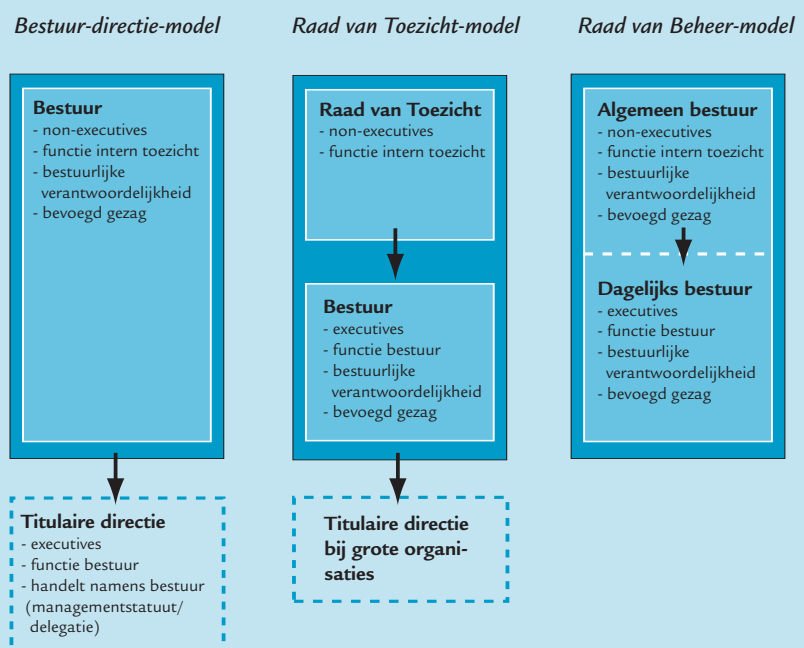 Bestuur-directie-model
Bestuur
- non-executives
- functie intern toezicht
- bestuurlijke
verantwoordelijkheid
- bevoegd gezag
Titulaire directie
- executives
- functie bestuur
- handelt namens bestuur
(managementstatuut/
delegatie)
Raad van Toezicht-model
Raad van Toezicht
- non-executives
- functie intern toezicht
Bestuur
- executives
- functie bestuur
- bestuurlijke
verantwoordelijkheid
- bevoegd gezag
Titulaire directie
bij grote organi-
saties
Raad van Beheer-model
Algemeen bestuur
- non-executives
- functie intern toezicht
- bestuurlijke
verantwoordelijkheid
- bevoegd gezag
Dagelijks bestuur
- executives
- functie bestuur
- bestuurlijke
verantwoordelijkheid
- bevoegd gezag